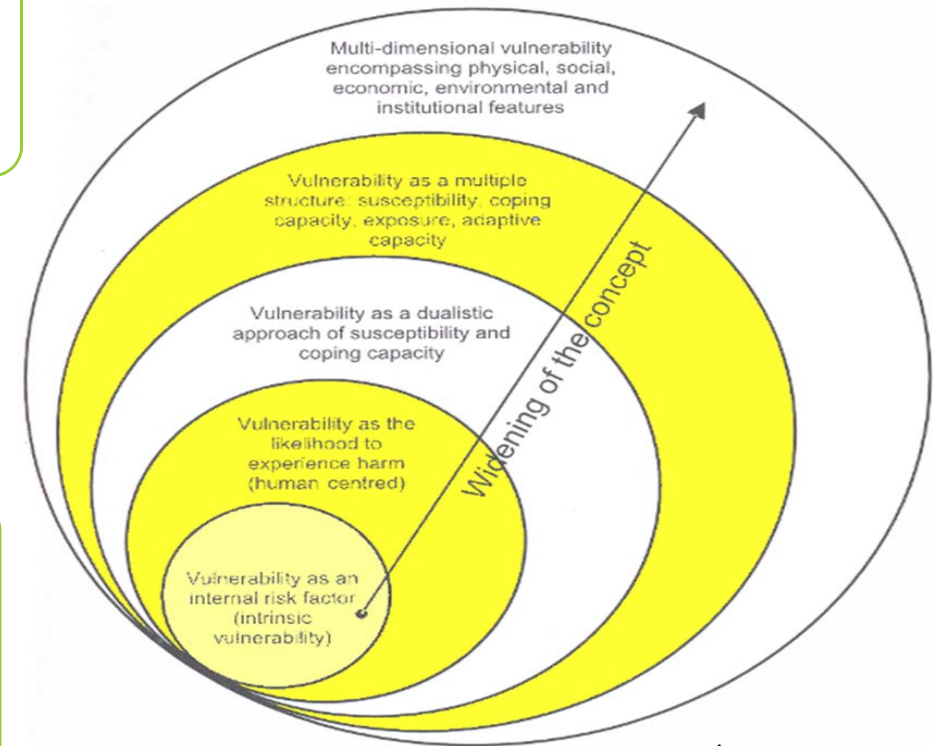 Multi-dimensional vulnerability
encompassing physical, social,
economic, environmental and
institutional features
Vulnerability as a multiple
structure: susceptibility, coping
capacity, exposure, adaptive
capacity
Vulnerability as a dualistic
approach of susceptibility and
coping capacity
Vulnerability as the
likelihood to
experience harm
(human centred)
Vulnerability as an
internal risk factor
(intrinsic
vulnerability)
Widening of the concept